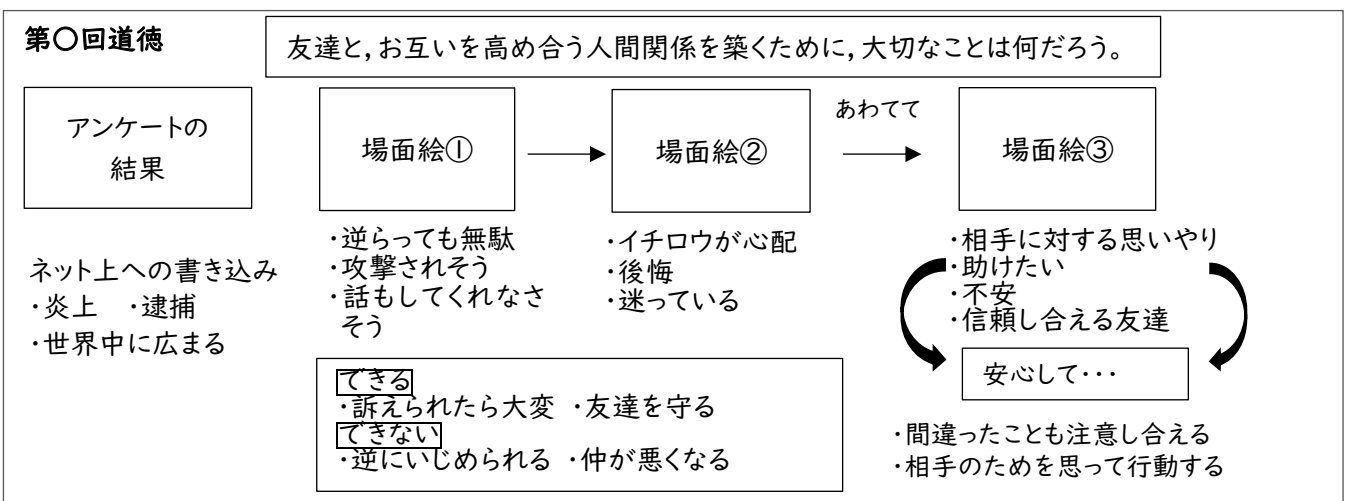 第〇回道徳
友達と,お互いを高め合う人間関係を築くために,大切なことは何だろう。
アンケートの
結果
ネット上への書き込み
・炎上 ・逮捕
・世界中に広まる
場面絵①
・逆らっても無駄
・攻撃されそう
・話もしてくれなさ
そう
場面絵②
・イチロウが心配
・後悔
・迷っている
あわてて
場面絵③
・相手に対する思いやり
・助けたい
・不安
・信頼し合える友達
安心して・・・
・間違ったことも注意し合える
・相手のためを思って行動する
できる
・訴えられたら大変 ・友達を守る
できない
・逆にいじめられる ・仲が悪くなる